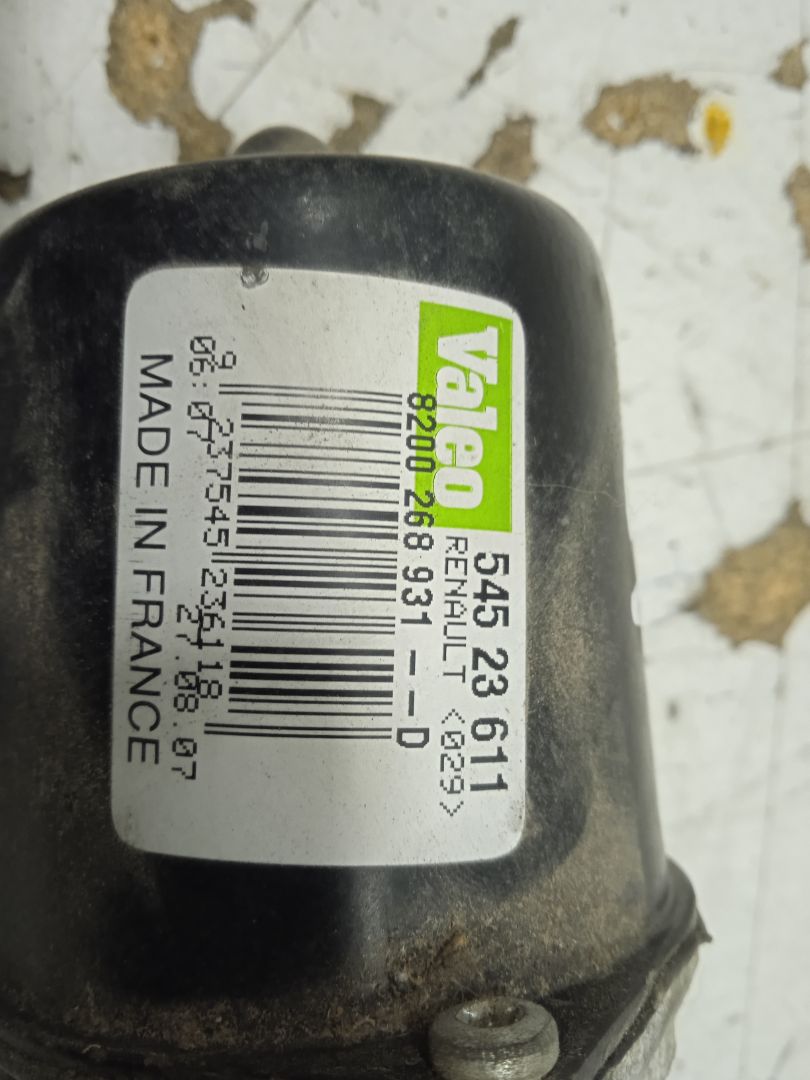 Valeo
545 23 611
RENAULT <029>
8200 268 931 --D
9 237545 236118
06:07 27.08.07
MADE IN FRANCE